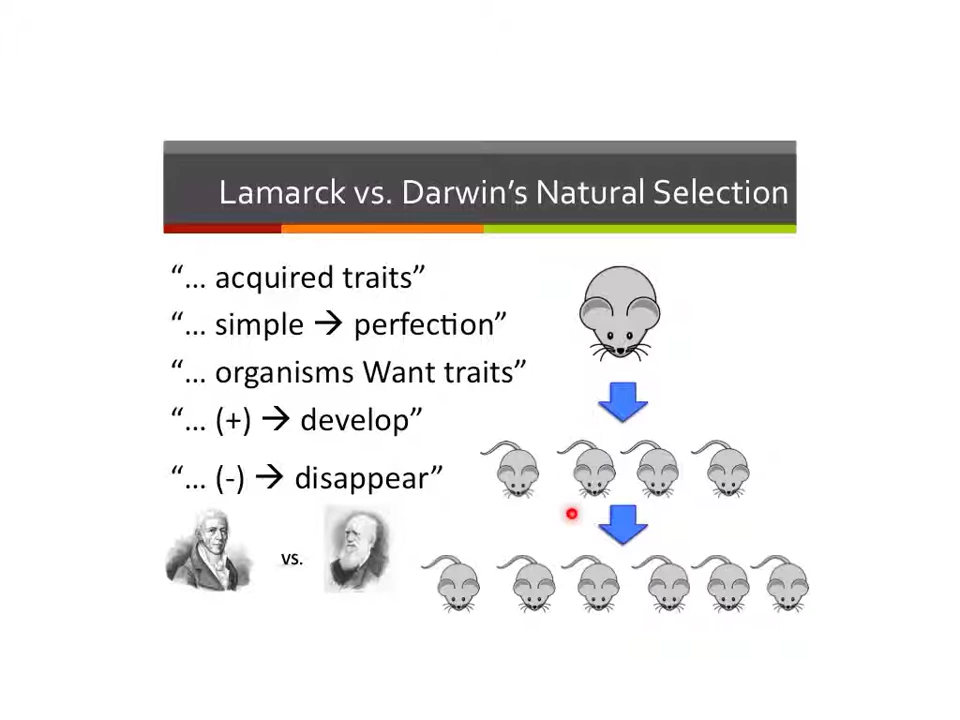 Lamarck vs. Darwin’s Natural Selection
“... acquired traits”
“... simple → perfection”
“... organisms Want traits”
“... (+) → develop”
“... (-) → disappear”
vs.